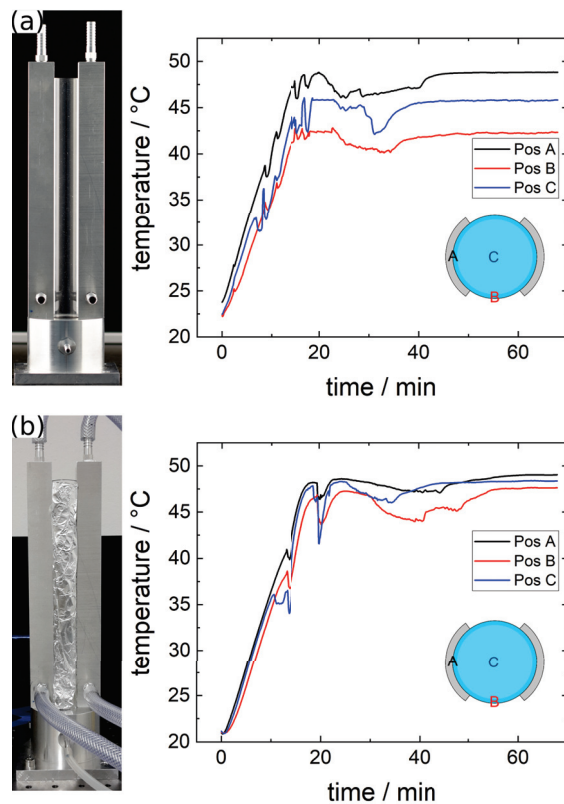 (a)
temperature / °C
50
45
40
35
30
25
20
0
20
40
60
time / min
Pos A
Pos B
Pos C
A
C
B
(b)
temperature / °C
50
45
40
35
30
25
20
0
20
40
60
time / min
Pos A
Pos B
Pos C
A
C
B